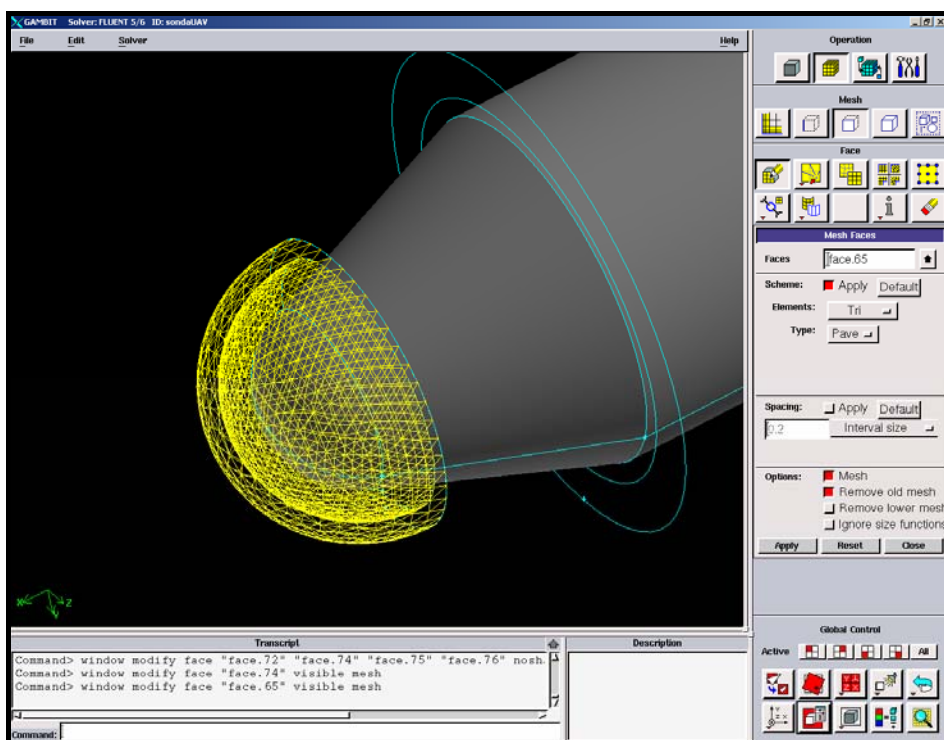 GAMBIT Solver: FLUENT 5/6 ID: sondaUAV
File Edit Solver Help
Operation
Mesh
Face
Mesh Faces
Faces face.65
Scheme: Apply Default
Elements: Tri
Type: Pave
Spacing: Apply Default
0.2 Interval size
Options: Mesh
Remove old mesh
Remove lower mesh
Ignore size functions
Apply Reset Close
X Z
Y
Transcript
Command> window modify face "face.72" "face.74" "face.75" "face.76" nosh
Command> window modify face "face.74" visible mesh
Command> window modify face "face.65" visible mesh
Command:
Description
Global Control
Active All